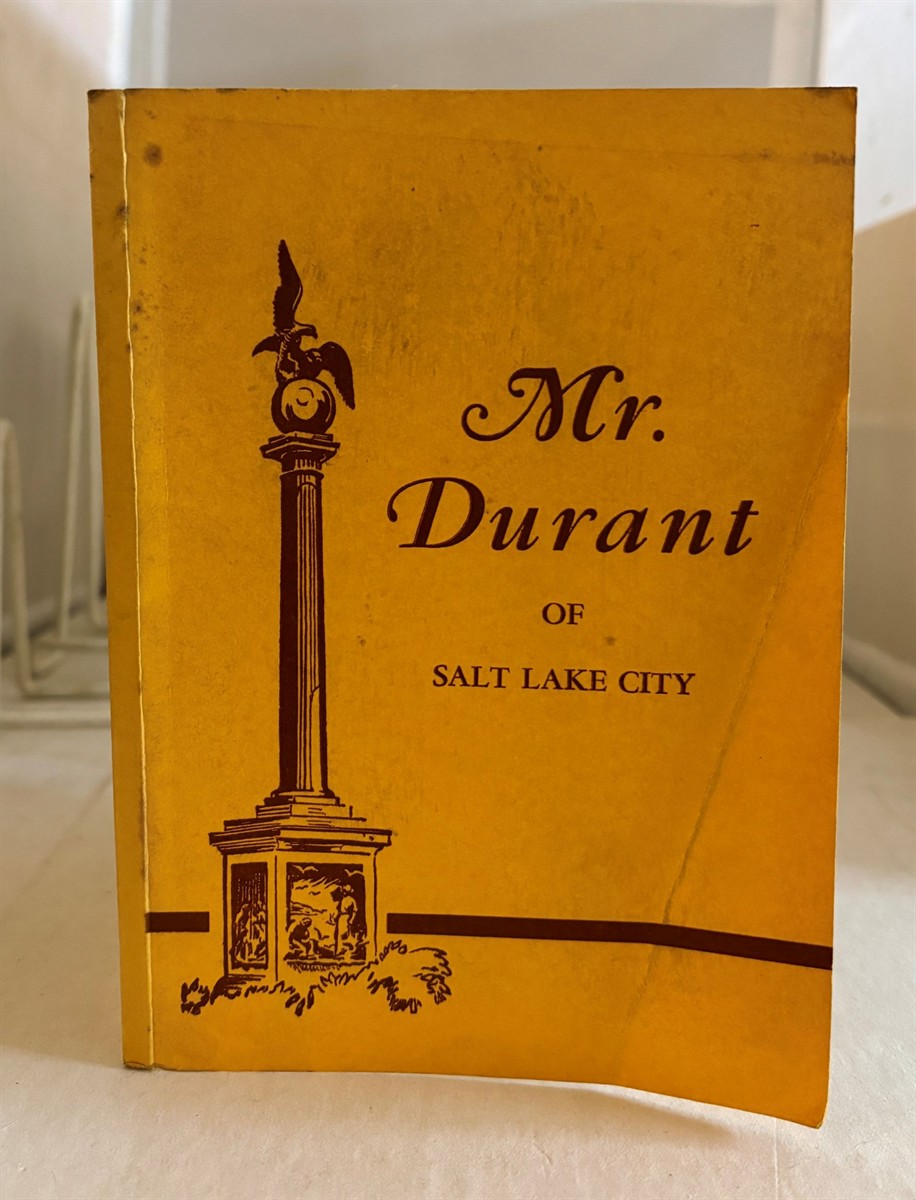 Mr.
Durant
OF
SALT LAKE CITY